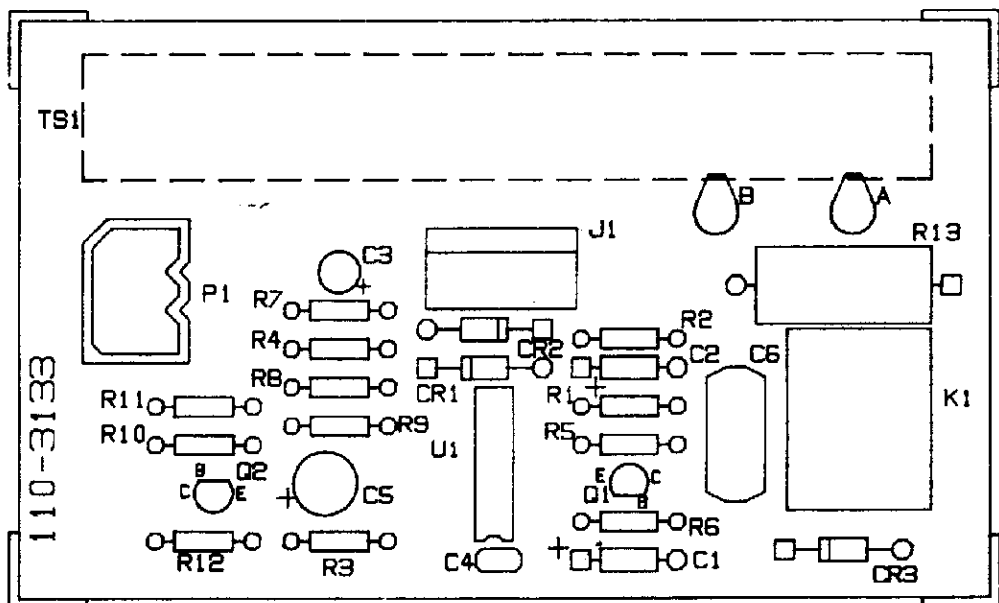 TS1
B
A
J1
R13
C3
+
P1
R7
R2
R4
CR2
C2
C6
R8
CR1
+
R1
K1
R11
R9
R10
U1
R5
B
Q2
E
C
C
E
+
C5
Q1
B
R6
R12
R3
C4
+
C1
CR3
110-3133